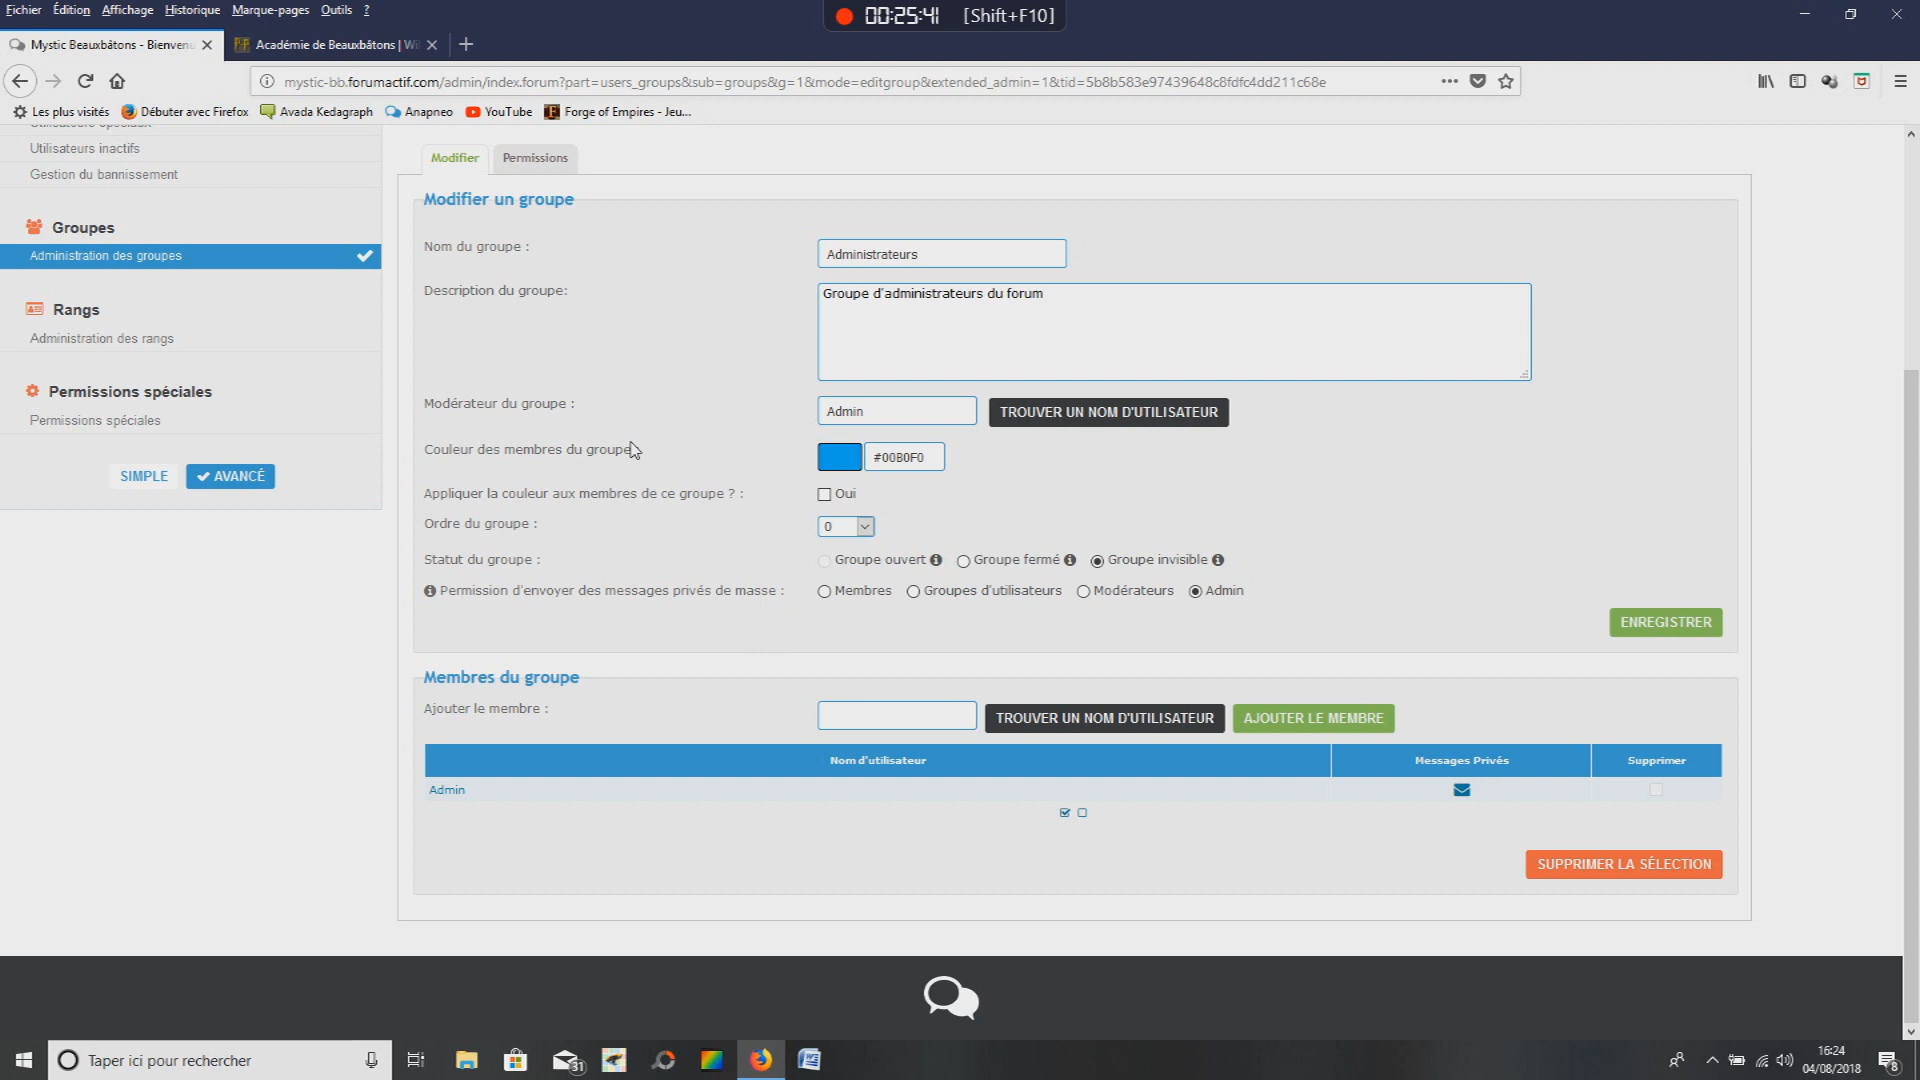 Fichier Édition Affichage Historique Marque-pages Outils ?
00:25:41 [Shift+F10]
Mystic Beauxbâtons - Bienvenu
Académie de Beauxbâtons | Wi
mystic-bb.forumactif.com/admin/index.forum?part=users_groups&sub=groups&g=1&mode=editgroup&extended_admin=1&tid=5b8b583e97439648c8fdfc4dd211c68e
Les plus visités Débuter avec Firefox Avada Kedagraph Anapneo YouTube Forge of Empires - Jeu...
Utilisateurs spéciaux
Utilisateurs inactifs
Gestion du bannissement
Groupes
Administration des groupes
Rangs
Administration des rangs
Permissions spéciales
Permissions spéciales
SIMPLE AVANCÉ
Modifier Permissions
Modifier un groupe
Nom du groupe : Administrateurs
Description du groupe: Groupe d'administrateurs du forum
Modérateur du groupe : Admin TROUVER UN NOM D'UTILISATEUR
Couleur des membres du groupe #00B0F0
Appliquer la couleur aux membres de ce groupe ? : Oui
Ordre du groupe : 0
Statut du groupe : Groupe ouvert Groupe fermé Groupe invisible
Permission d'envoyer des messages privés de masse : Membres Groupes d'utilisateurs Modérateurs Admin
ENREGISTRER
Membres du groupe
Ajouter le membre : TROUVER UN NOM D'UTILISATEUR AJOUTER LE MEMBRE
Nom d'utilisateur Messages Privés Supprimer
Admin
SUPPRIMER LA SÉLECTION
Taper ici pour rechercher
31
16:24
04/08/2018
8